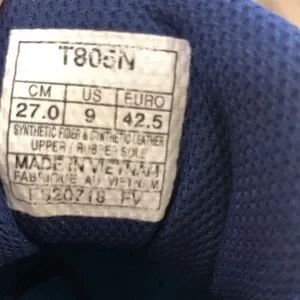 T805N
CM US EURO
27.0 9 42.5
SYNTHETIC FIBER & SYNTHETIC LEATHER
UPPER / RUBBER SOLE
MADE IN VIETNAM
FABRIQUE AU VIETNAM